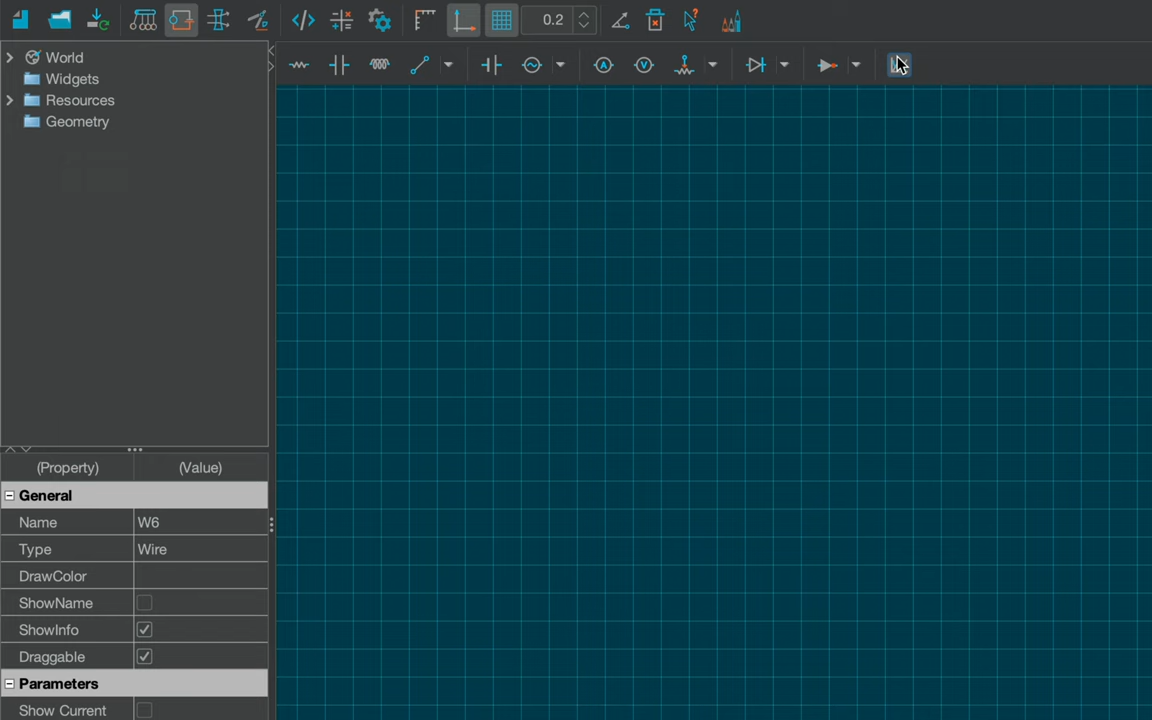 0.2
World
Widgets
Resources
Geometry
A V
(Property) (Value)
General
Name W6
Type Wire
DrawColor
ShowName
ShowInfo
Draggable
Parameters
Show Current